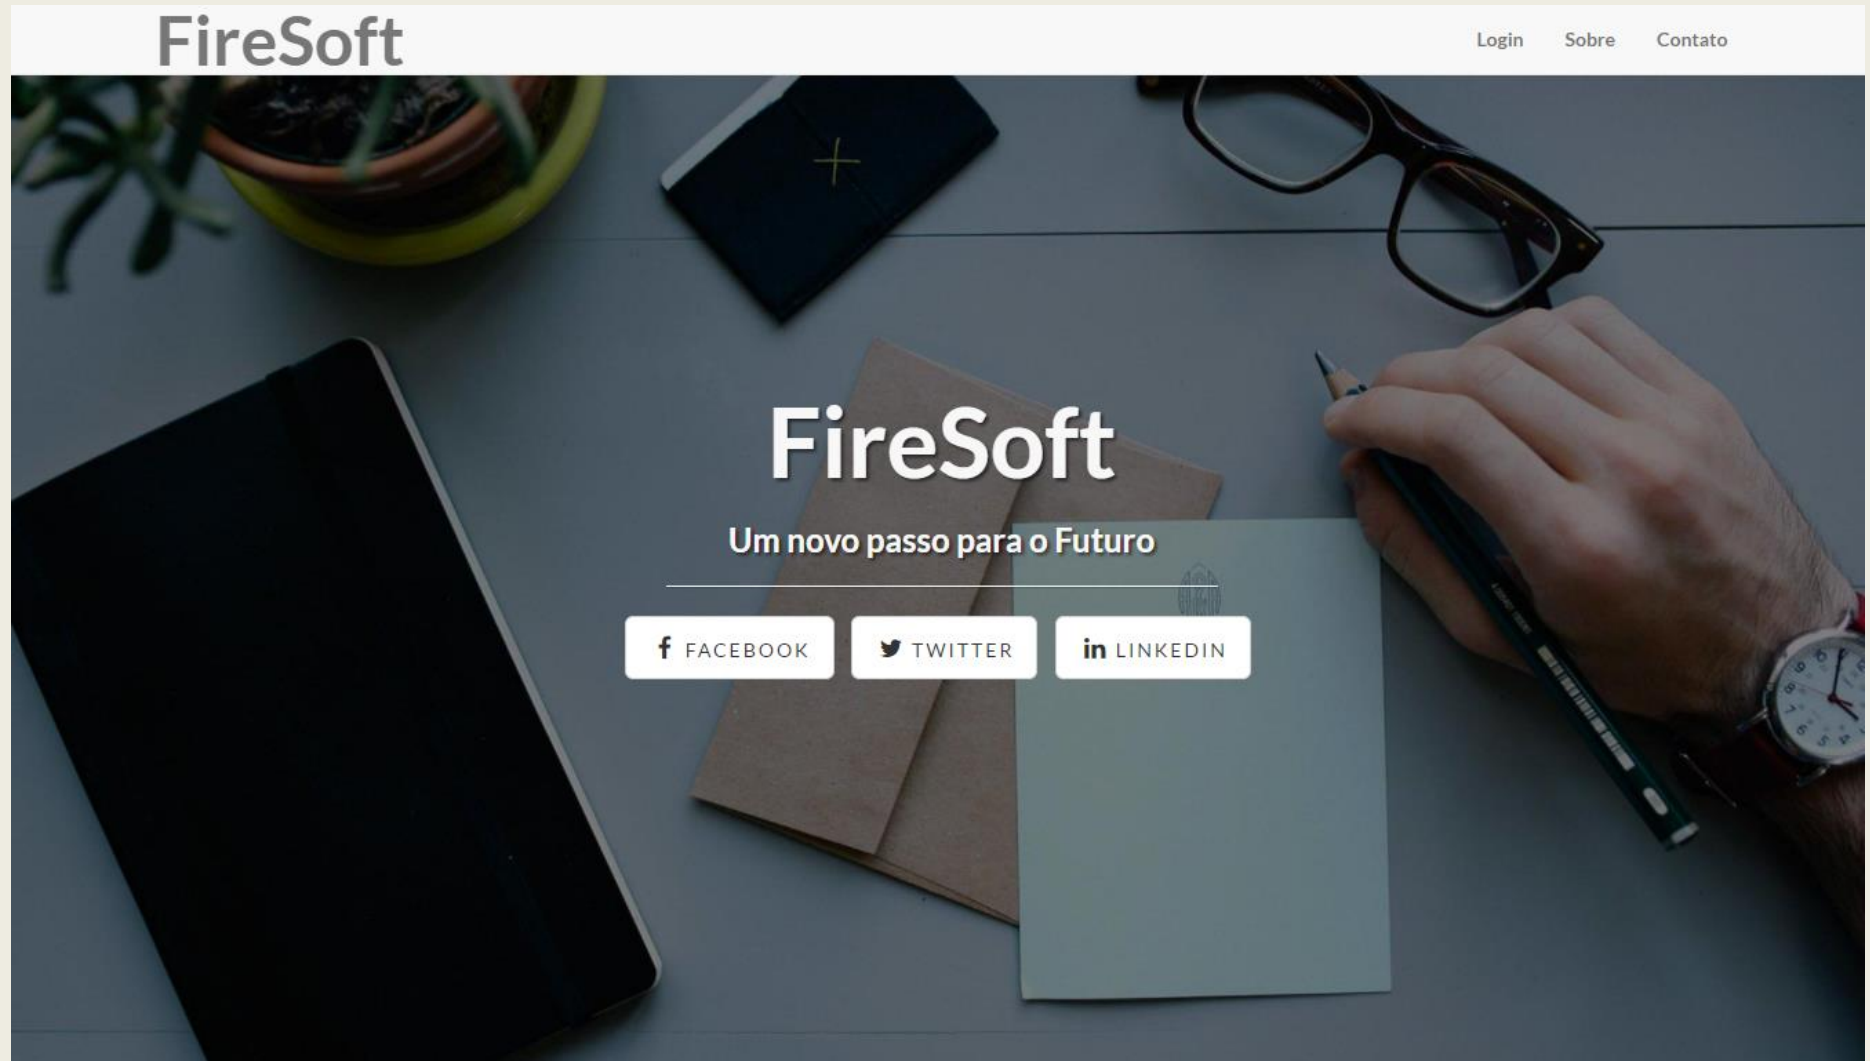 FireSoft
Login Sobre Contato
FireSoft
Um novo passo para o Futuro
FACEBOOK TWITTER LINKEDIN